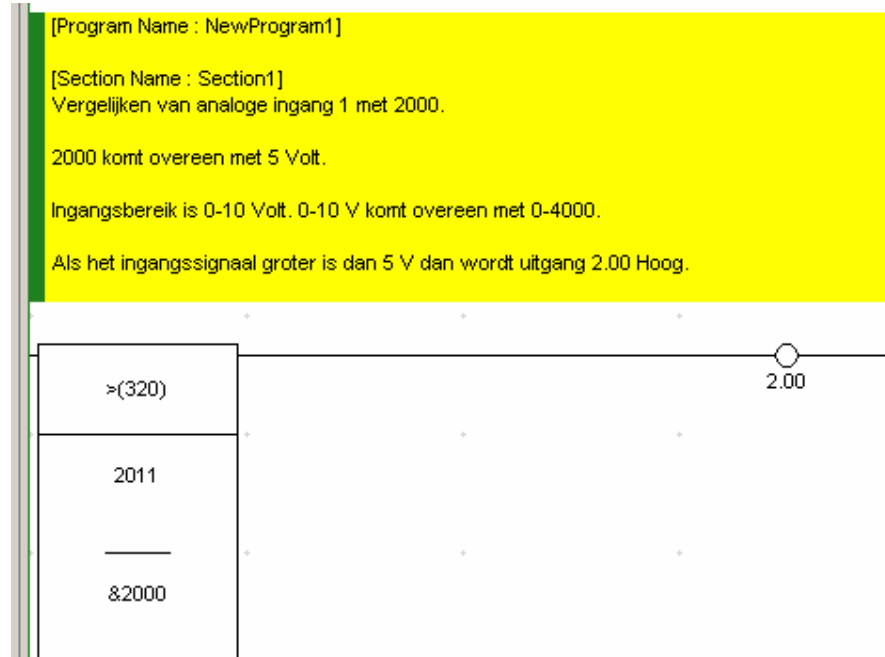 [Program Name : NewProgram1]
[Section Name : Section1]
Vergelijken van analoge ingang 1 met 2000.
2000 komt overeen met 5 Volt.
Ingangsbereik is 0-10 Volt. 0-10 V komt overeen met 0-4000.
Als het ingangssignaal groter is dan 5 V dan wordt uitgang 2.00 Hoog.
>(320)
2.00
2011
&2000